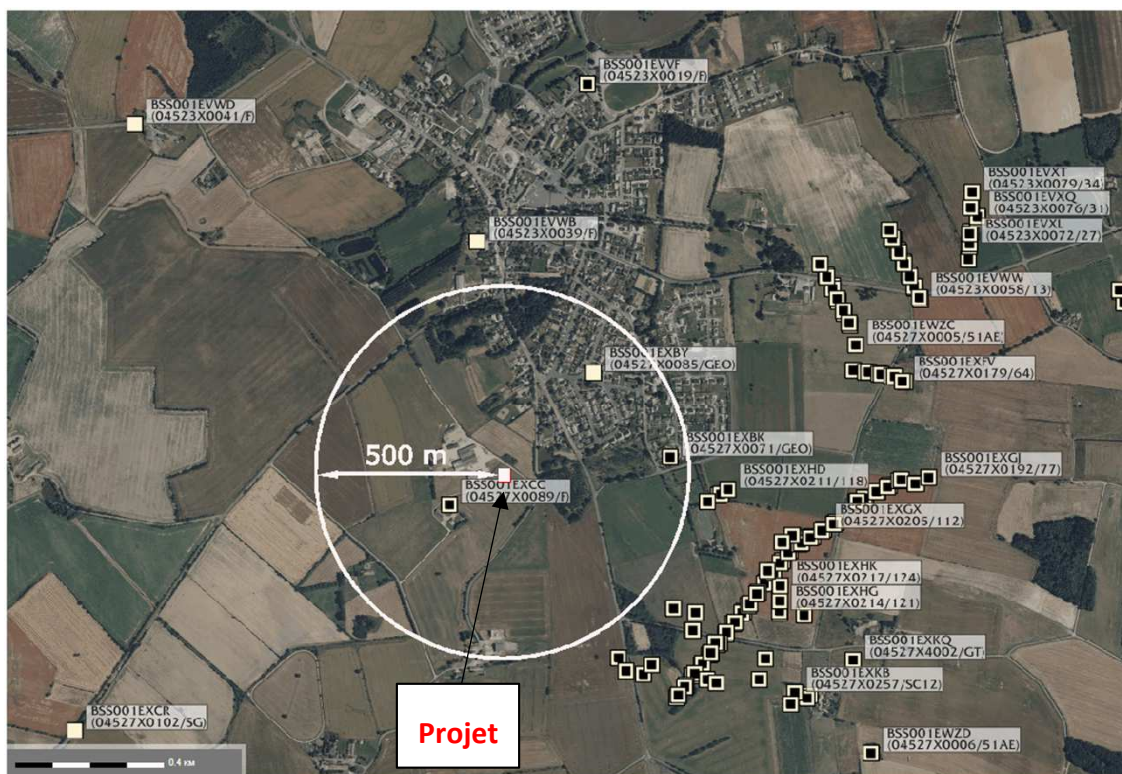 BSS001EVVF
(04523X0019/F)
BSS001EVWD
(04523X0041/F)
BSS001EVXT
(04523X0079/34)
BSS001EVXQ
(04523X0076/31)
BSS001EVXL
(04523X0072/27)
BSS001EVWB
(04523X0039/F)
BSS001EVWW
(04523X0058/13)
BSS001EWZC
(04527X0005/51AE)
BSS001EXBY
(04527X0085/GEO)
BSS001EXFV
(04527X0179/64)
500 m
BSS001EXBK
(04527X0071/GEO)
BSS001EXGJ
(04527X0192/77)
BSS001EXHD
(04527X0211/118)
BSS001EXCC
(04527X0089/F)
BSS001EXGX
(04527X0205/112)
BSS001EXHK
(04527X0217/124)
BSS001EXHG
(04527X0214/121)
BSS001EXKQ
(04527X4002/GT)
BSS001EXKB
(04527X0257/SC12)
BSS001EXCR
(04527X0102/SG)
Projet
BSS001EWZD
(04527X0006/51AE)
0.4 KM